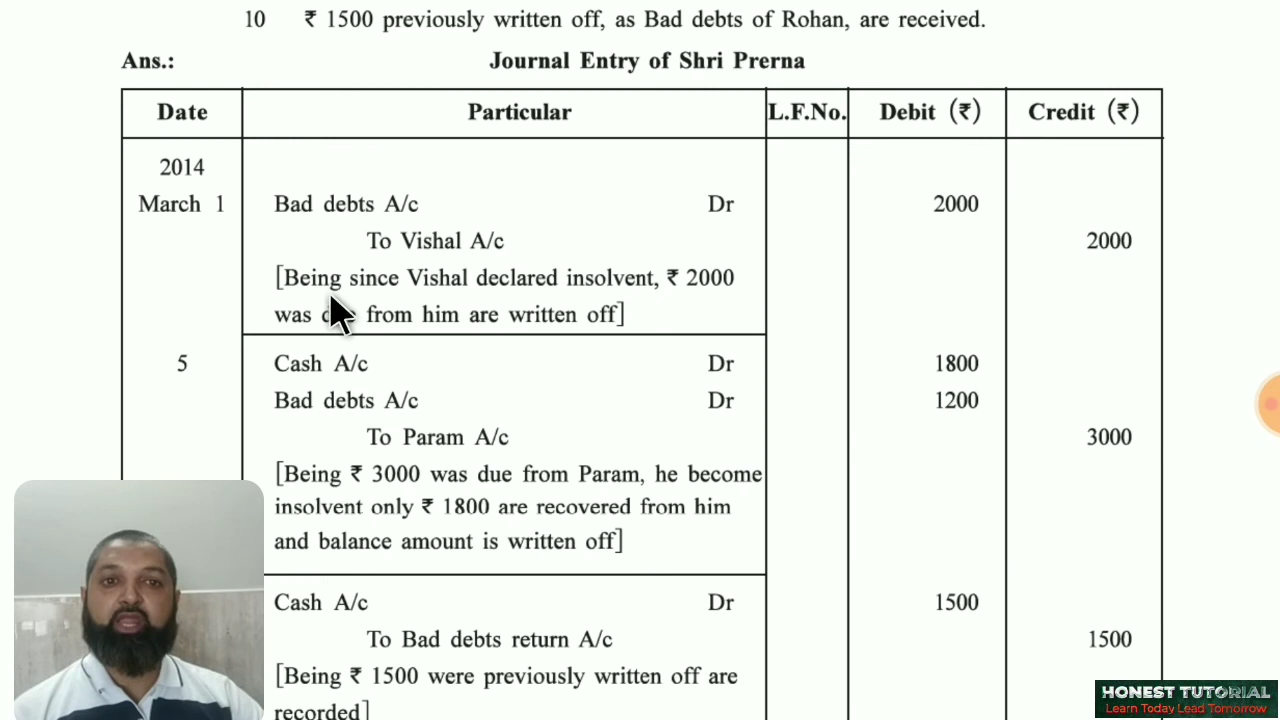 10 ₹ 1500 previously written off, as Bad debts of Rohan, are received.
Ans.: Journal Entry of Shri Prerna
Date Particular L.F.No. Debit (₹) Credit (₹)
2014
March 1 Bad debts A/c Dr 2000
To Vishal A/c 2000
[Being since Vishal declared insolvent, ₹ 2000
was from him are written off]
5 Cash A/c Dr 1800
Bad debts A/c Dr 1200
To Param A/c 3000
[Being ₹ 3000 was due from Param, he become
insolvent only ₹ 1800 are recovered from him
and balance amount is written off]
Cash A/c Dr 1500
To Bad debts return A/c 1500
[Being ₹ 1500 were previously written off are
recorded]
HONEST TUTORIAL
Learn Today Lead Tomorrow